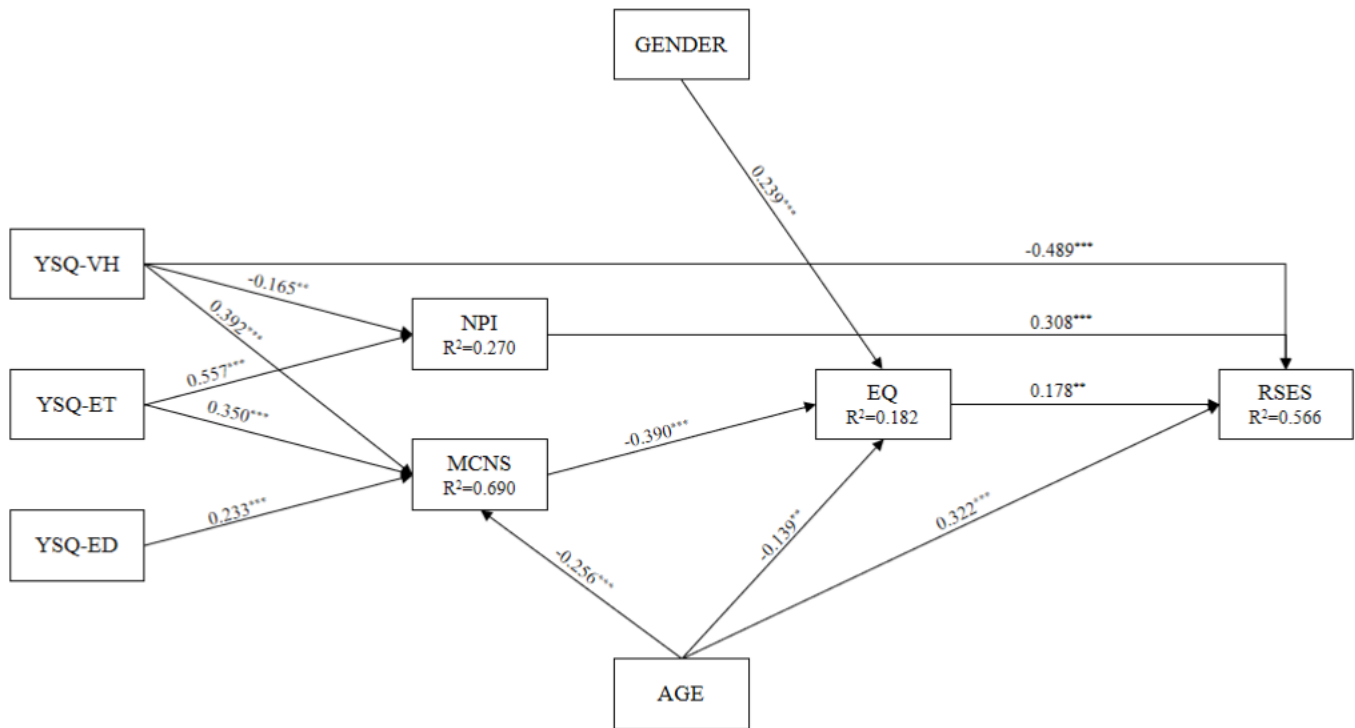 GENDER
0.239***
YSQ-VH
-0.489***
-0.165**
0.392***
NPI
R²=0.270
0.308***
0.557***
YSQ-ET
0.350***
EQ
R²=0.182
0.178**
RSES
R²=0.566
-0.390***
MCNS
R²=0.690
0.233***
YSQ-ED
-0.256***
-0.139**
0.322***
AGE